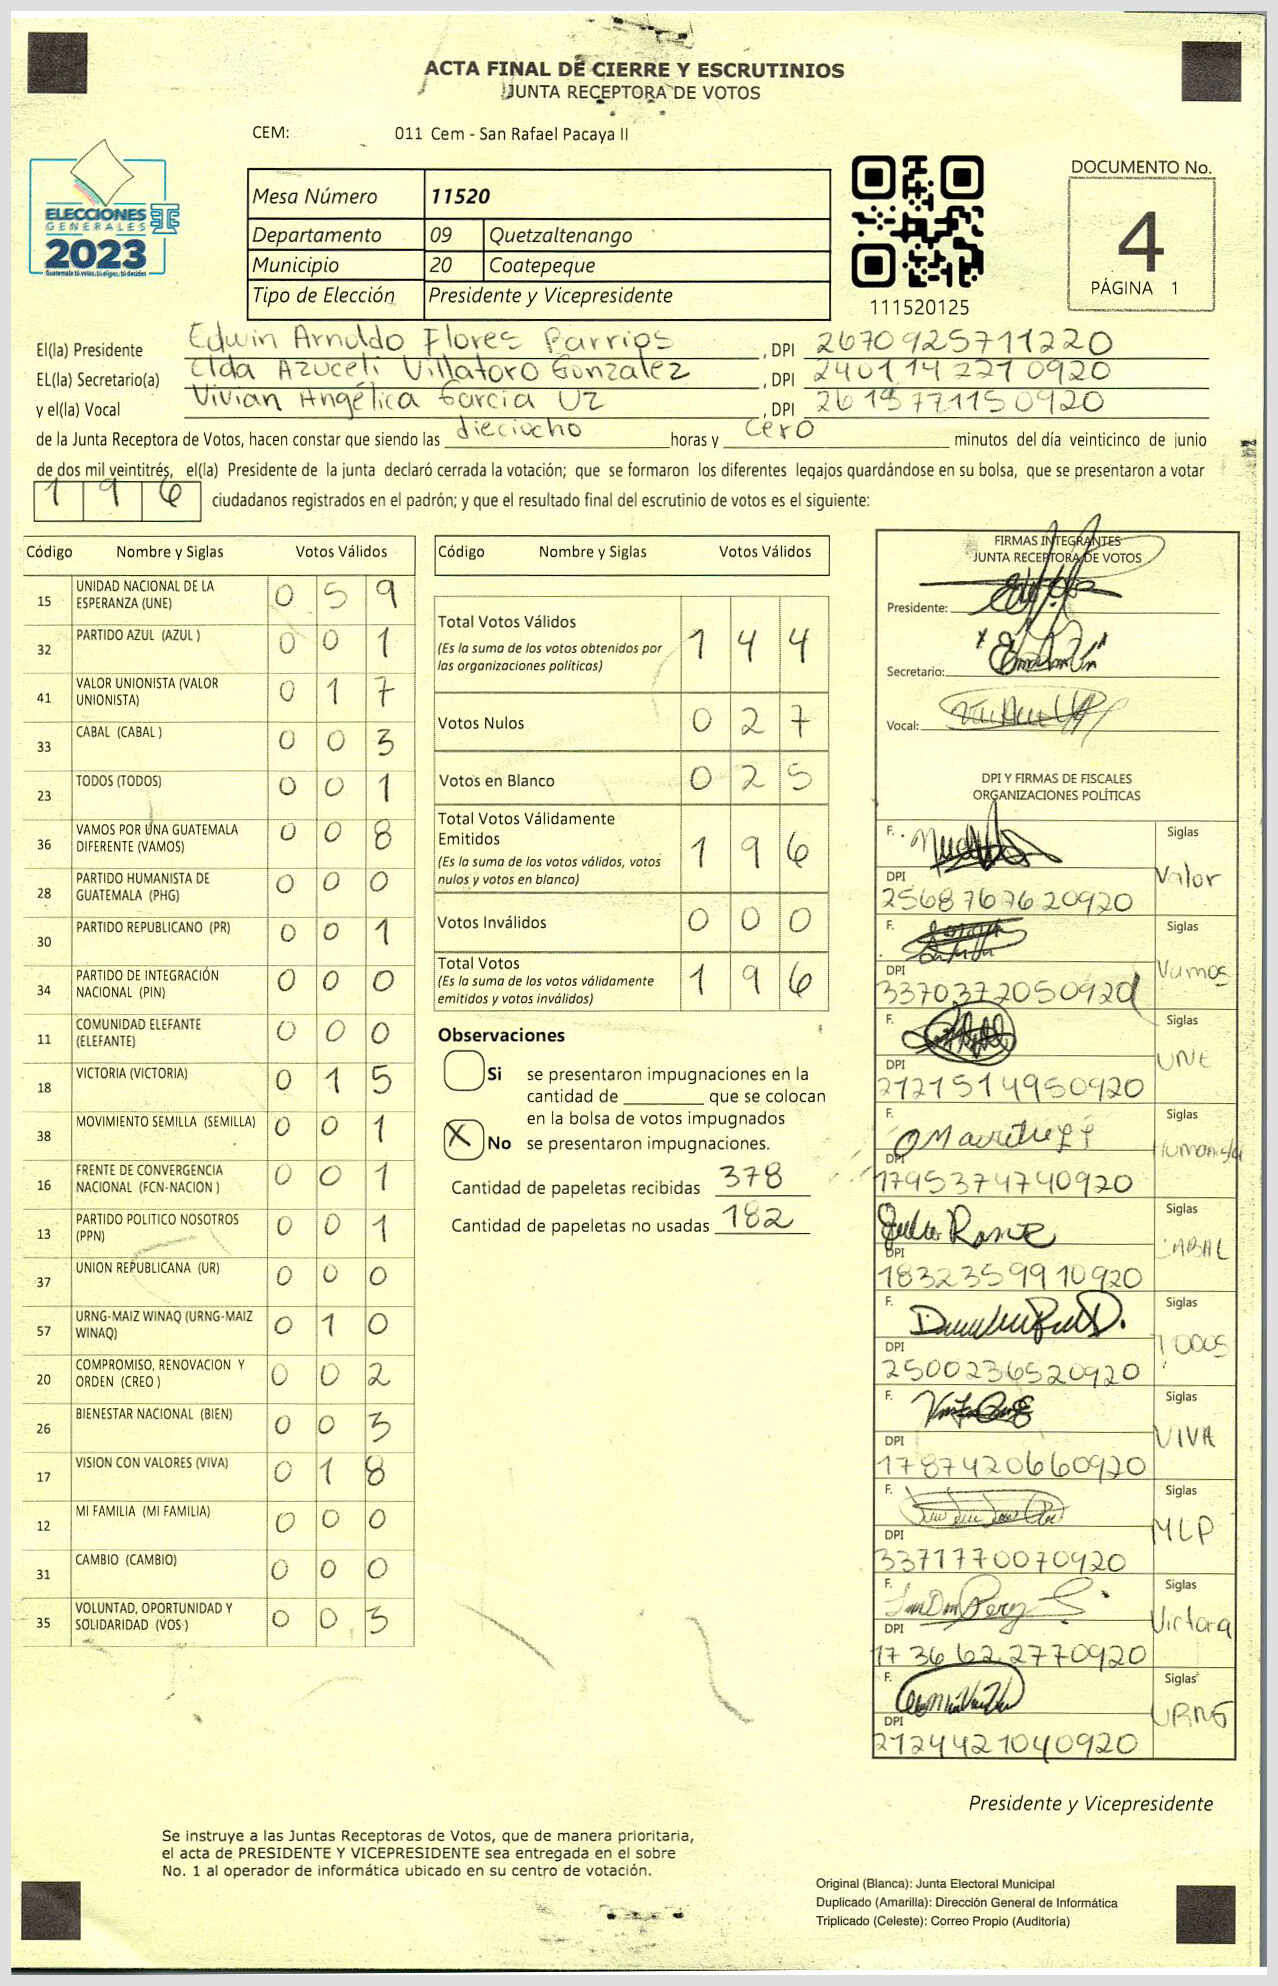 ACTA FINAL DE CIERRE Y ESCRUTINIOS
JUNTA RECEPTORA DE VOTOS
CEM: 011 Cem - San Rafael Pacaya II
ELECCIONES
GENERALES
2023
Guatemala tú votas, tú eliges, tú decides
Mesa Número 11520
Departamento 09 Quetzaltenango
Municipio 20 Coatepeque
Tipo de Elección Presidente y Vicepresidente
111520125
DOCUMENTO No.
4
PÁGINA 1
El(la) Presidente Edwin Arnoldo Flores Barrios, DPI 2670925711220
EL(la) Secretario(a) Elda Azuceli Villatoro Gonzalez, DPI 2401142210920
y el(la) Vocal Vivian Angélica García Uz, DPI 2619771150920
de la Junta Receptora de Votos, hacen constar que siendo las dieciocho horas y cero minutos del día veinticinco de junio
de dos mil veintitrés, el(la) Presidente de la junta declaró cerrada la votación; que se formaron los diferentes legajos guardándose en su bolsa, que se presentaron a votar
196 ciudadanos registrados en el padrón; y que el resultado final del escrutinio de votos es el siguiente:
Código Nombre y Siglas Votos Válidos
15 UNIDAD NACIONAL DE LA ESPERANZA (UNE) 0 5 9
32 PARTIDO AZUL (AZUL ) 0 0 1
41 VALOR UNIONISTA (VALOR UNIONISTA) 0 1 7
33 CABAL (CABAL ) 0 0 3
23 TODOS (TODOS) 0 0 1
36 VAMOS POR UNA GUATEMALA DIFERENTE (VAMOS) 0 0 8
28 PARTIDO HUMANISTA DE GUATEMALA (PHG) 0 0 0
30 PARTIDO REPUBLICANO (PR) 0 0 1
34 PARTIDO DE INTEGRACIÓN NACIONAL (PIN) 0 0 0
11 COMUNIDAD ELEFANTE (ELEFANTE) 0 0 0
18 VICTORIA (VICTORIA) 0 1 5
38 MOVIMIENTO SEMILLA (SEMILLA) 0 0 1
16 FRENTE DE CONVERGENCIA NACIONAL (FCN-NACION ) 0 0 1
13 PARTIDO POLITICO NOSOTROS (PPN) 0 0 1
37 UNION REPUBLICANA (UR) 0 0 0
57 URNG-MAIZ WINAQ (URNG-MAIZ WINAQ) 0 1 0
20 COMPROMISO, RENOVACION Y ORDEN (CREO ) 0 0 2
26 BIENESTAR NACIONAL (BIEN) 0 0 3
17 VISION CON VALORES (VIVA) 0 1 8
12 MI FAMILIA (MI FAMILIA) 0 0 0
31 CAMBIO (CAMBIO) 0 0 0
35 VOLUNTAD, OPORTUNIDAD Y SOLIDARIDAD (VOS ) 0 0 3
Código Nombre y Siglas Votos Válidos
Total Votos Válidos 1 4 4
(Es la suma de los votos obtenidos por
las organizaciones políticas)
Votos Nulos 0 2 7
Votos en Blanco 0 2 5
Total Votos Válidamente
Emitidos 1 9 6
(Es la suma de los votos válidos, votos
nulos y votos en blanco)
Votos Inválidos 0 0 0
Total Votos 1 9 6
(Es la suma de los votos válidamente
emitidos y votos inválidos)
Observaciones
Si se presentaron impugnaciones en la
cantidad de ________ que se colocan
en la bolsa de votos impugnados
X No se presentaron impugnaciones.
Cantidad de papeletas recibidas 378
Cantidad de papeletas no usadas 182
FIRMAS INTEGRANTES
JUNTA RECEPTORA DE VOTOS
Presidente:
Secretario:
Vocal:
DPI Y FIRMAS DE FISCALES
ORGANIZACIONES POLÍTICAS
F. Siglas Valor
DPI 2568767620920
F. Siglas Vamos
DPI 3370372050920
F. Siglas UNE
DPI 2121514950920
F. Siglas Humanista
DPI 1795374740920
F. Siglas CABAL
DPI 1832359910920
F. Siglas TODOS
DPI 2500236520920
F. Siglas VIVA
DPI 1787420660920
F. Siglas MLP
DPI 3371770070920
F. Siglas Victoria
DPI 1736622770920
F. Siglas URNG
DPI 2124421040920
Presidente y Vicepresidente
Se instruye a las Juntas Receptoras de Votos, que de manera prioritaria,
el acta de PRESIDENTE Y VICEPRESIDENTE sea entregada en el sobre
No. 1 al operador de informática ubicado en su centro de votación.
Original (Blanca): Junta Electoral Municipal
Duplicado (Amarilla): Dirección General de Informática
Triplicado (Celeste): Correo Propio (Auditoría)